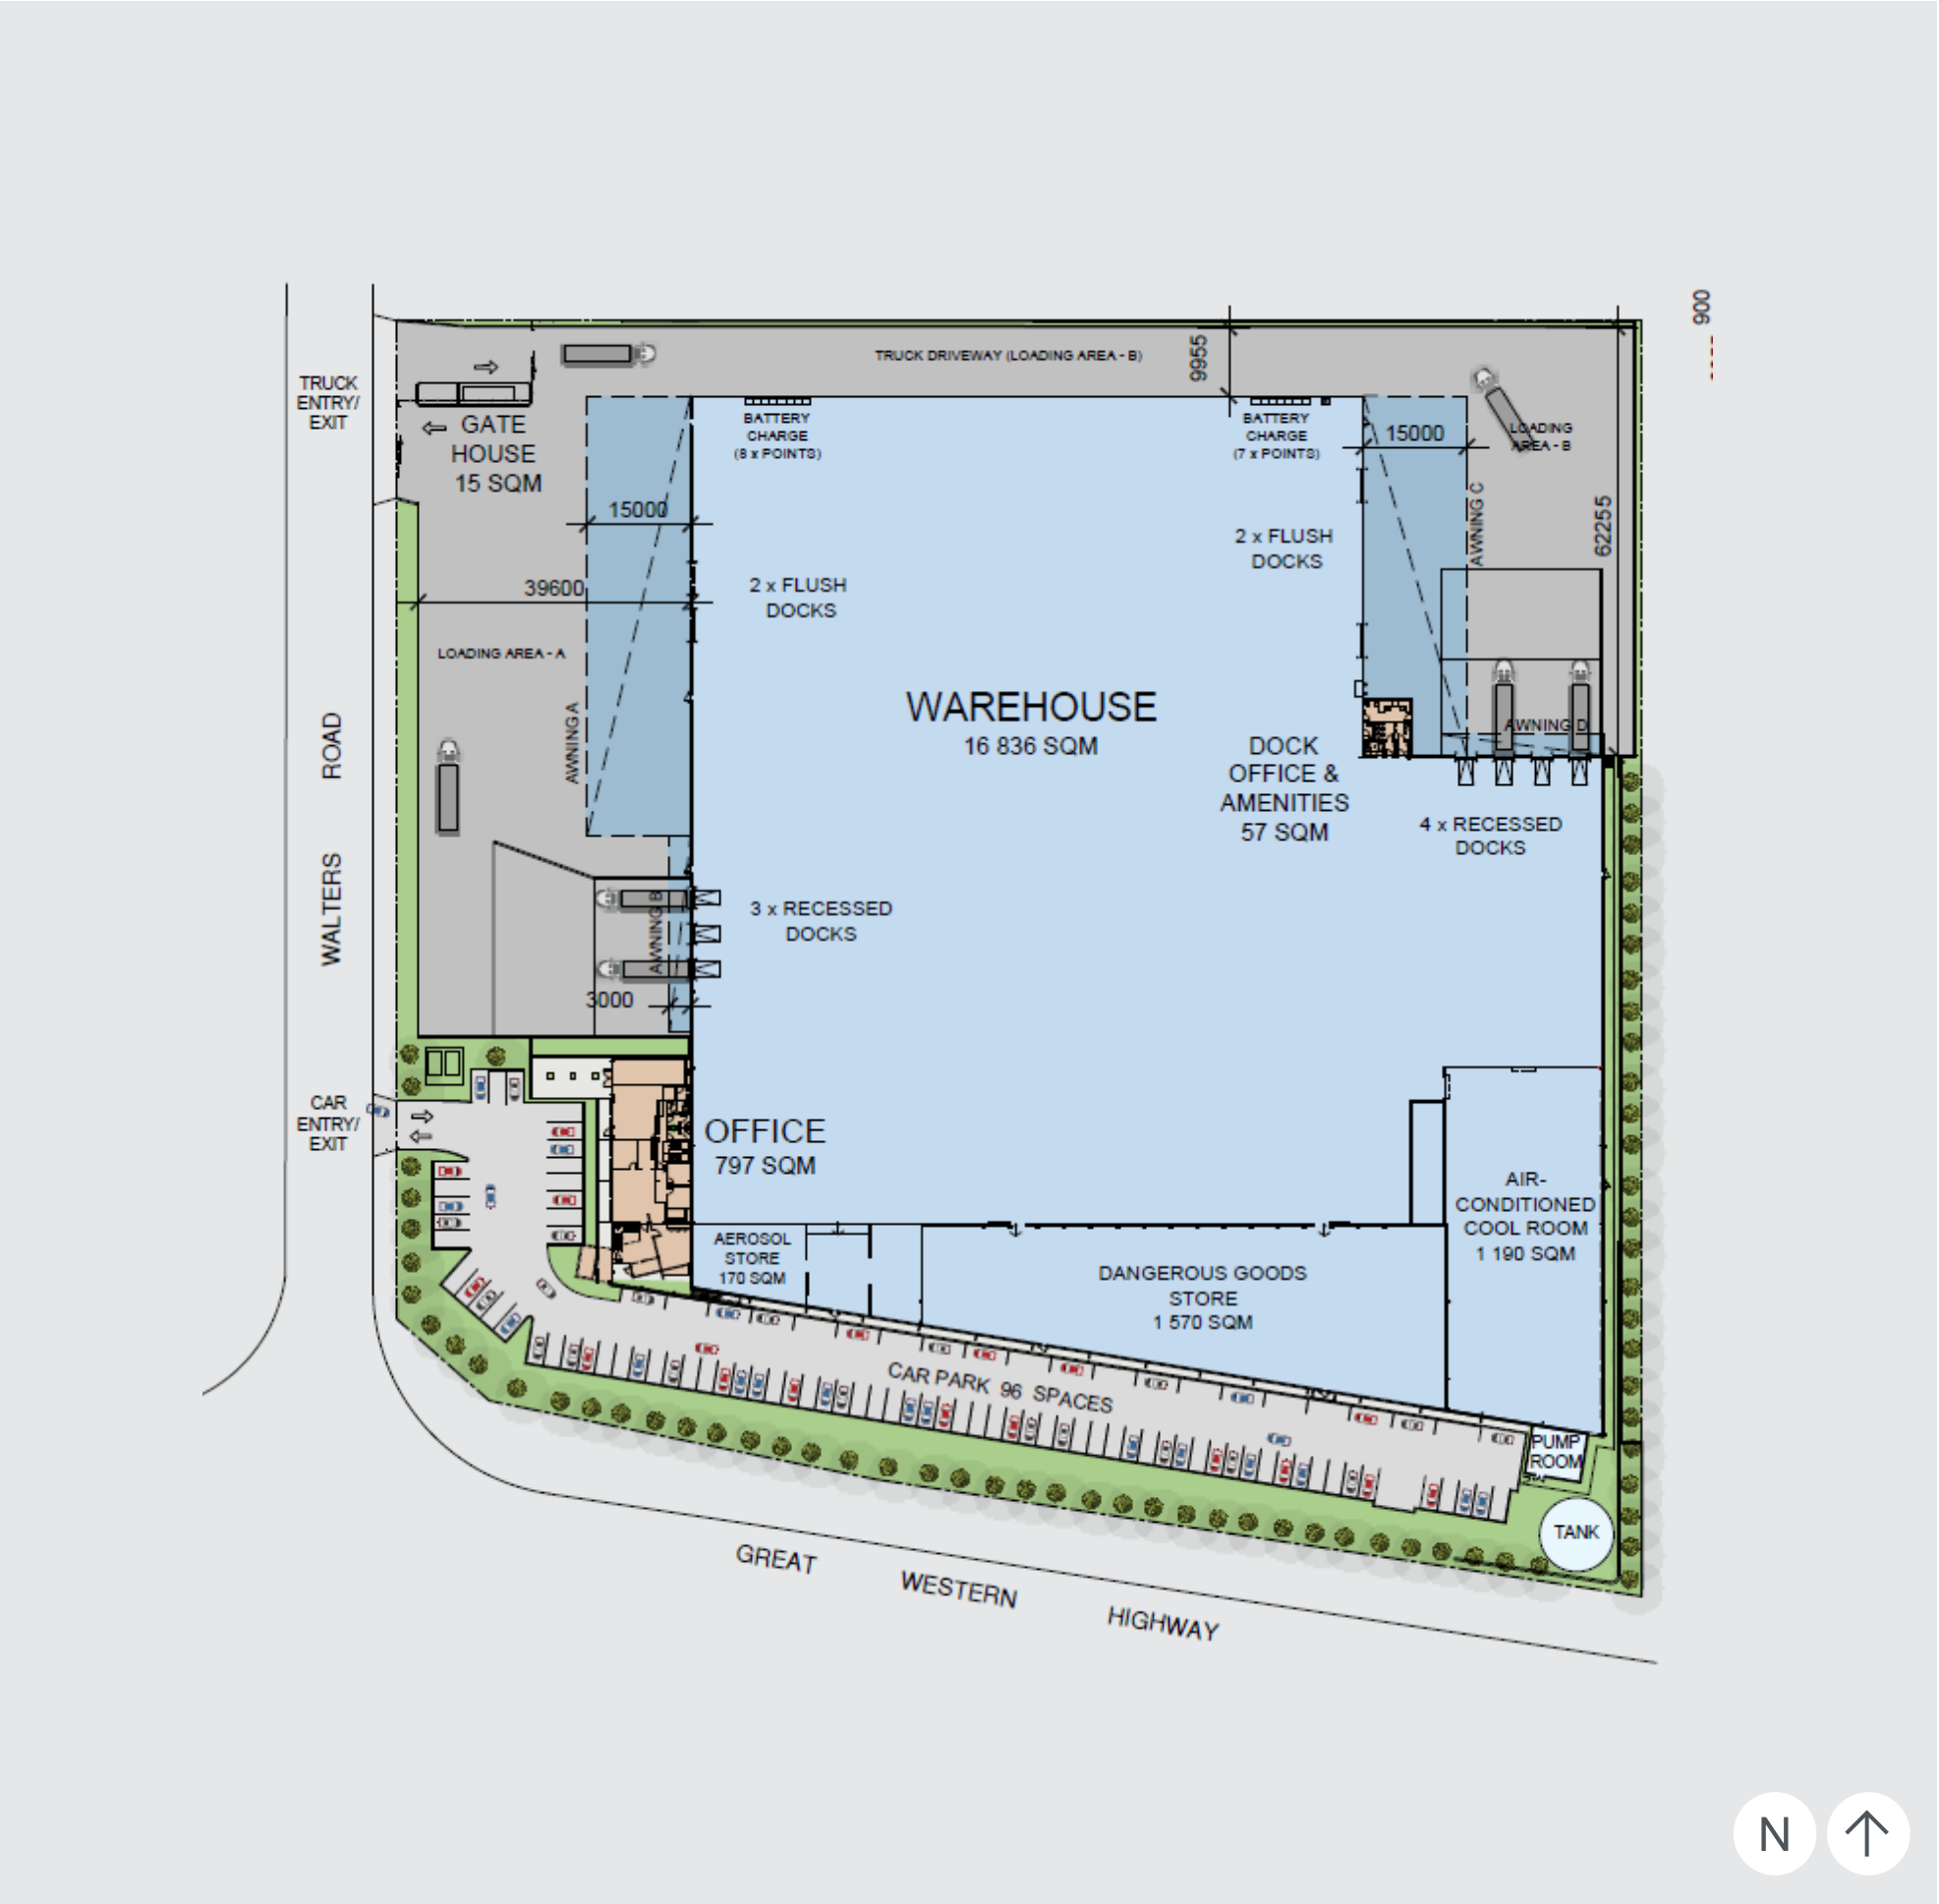 900
TRUCK DRIVEWAY (LOADING AREA - B)
9955
TRUCK
ENTRY/
EXIT
GATE
HOUSE
15 SQM
BATTERY
CHARGE
(8 x POINTS)
BATTERY
CHARGE
(7 x POINTS)
15000
LOADING
AREA - B
AWNING C
62255
15000
39600
2 x FLUSH
DOCKS
2 x FLUSH
DOCKS
LOADING AREA - A
AWNING A
WAREHOUSE
16 836 SQM
DOCK
OFFICE &
AMENITIES
57 SQM
AWNING D
4 x RECESSED
DOCKS
WALTERS ROAD
AWNING B
3 x RECESSED
DOCKS
3000
CAR
ENTRY/
EXIT
OFFICE
797 SQM
AIR-
CONDITIONED
COOL ROOM
1 190 SQM
AEROSOL
STORE
170 SQM
DANGEROUS GOODS
STORE
1 570 SQM
CAR PARK 96 SPACES
PUMP
ROOM
TANK
GREAT WESTERN HIGHWAY
N